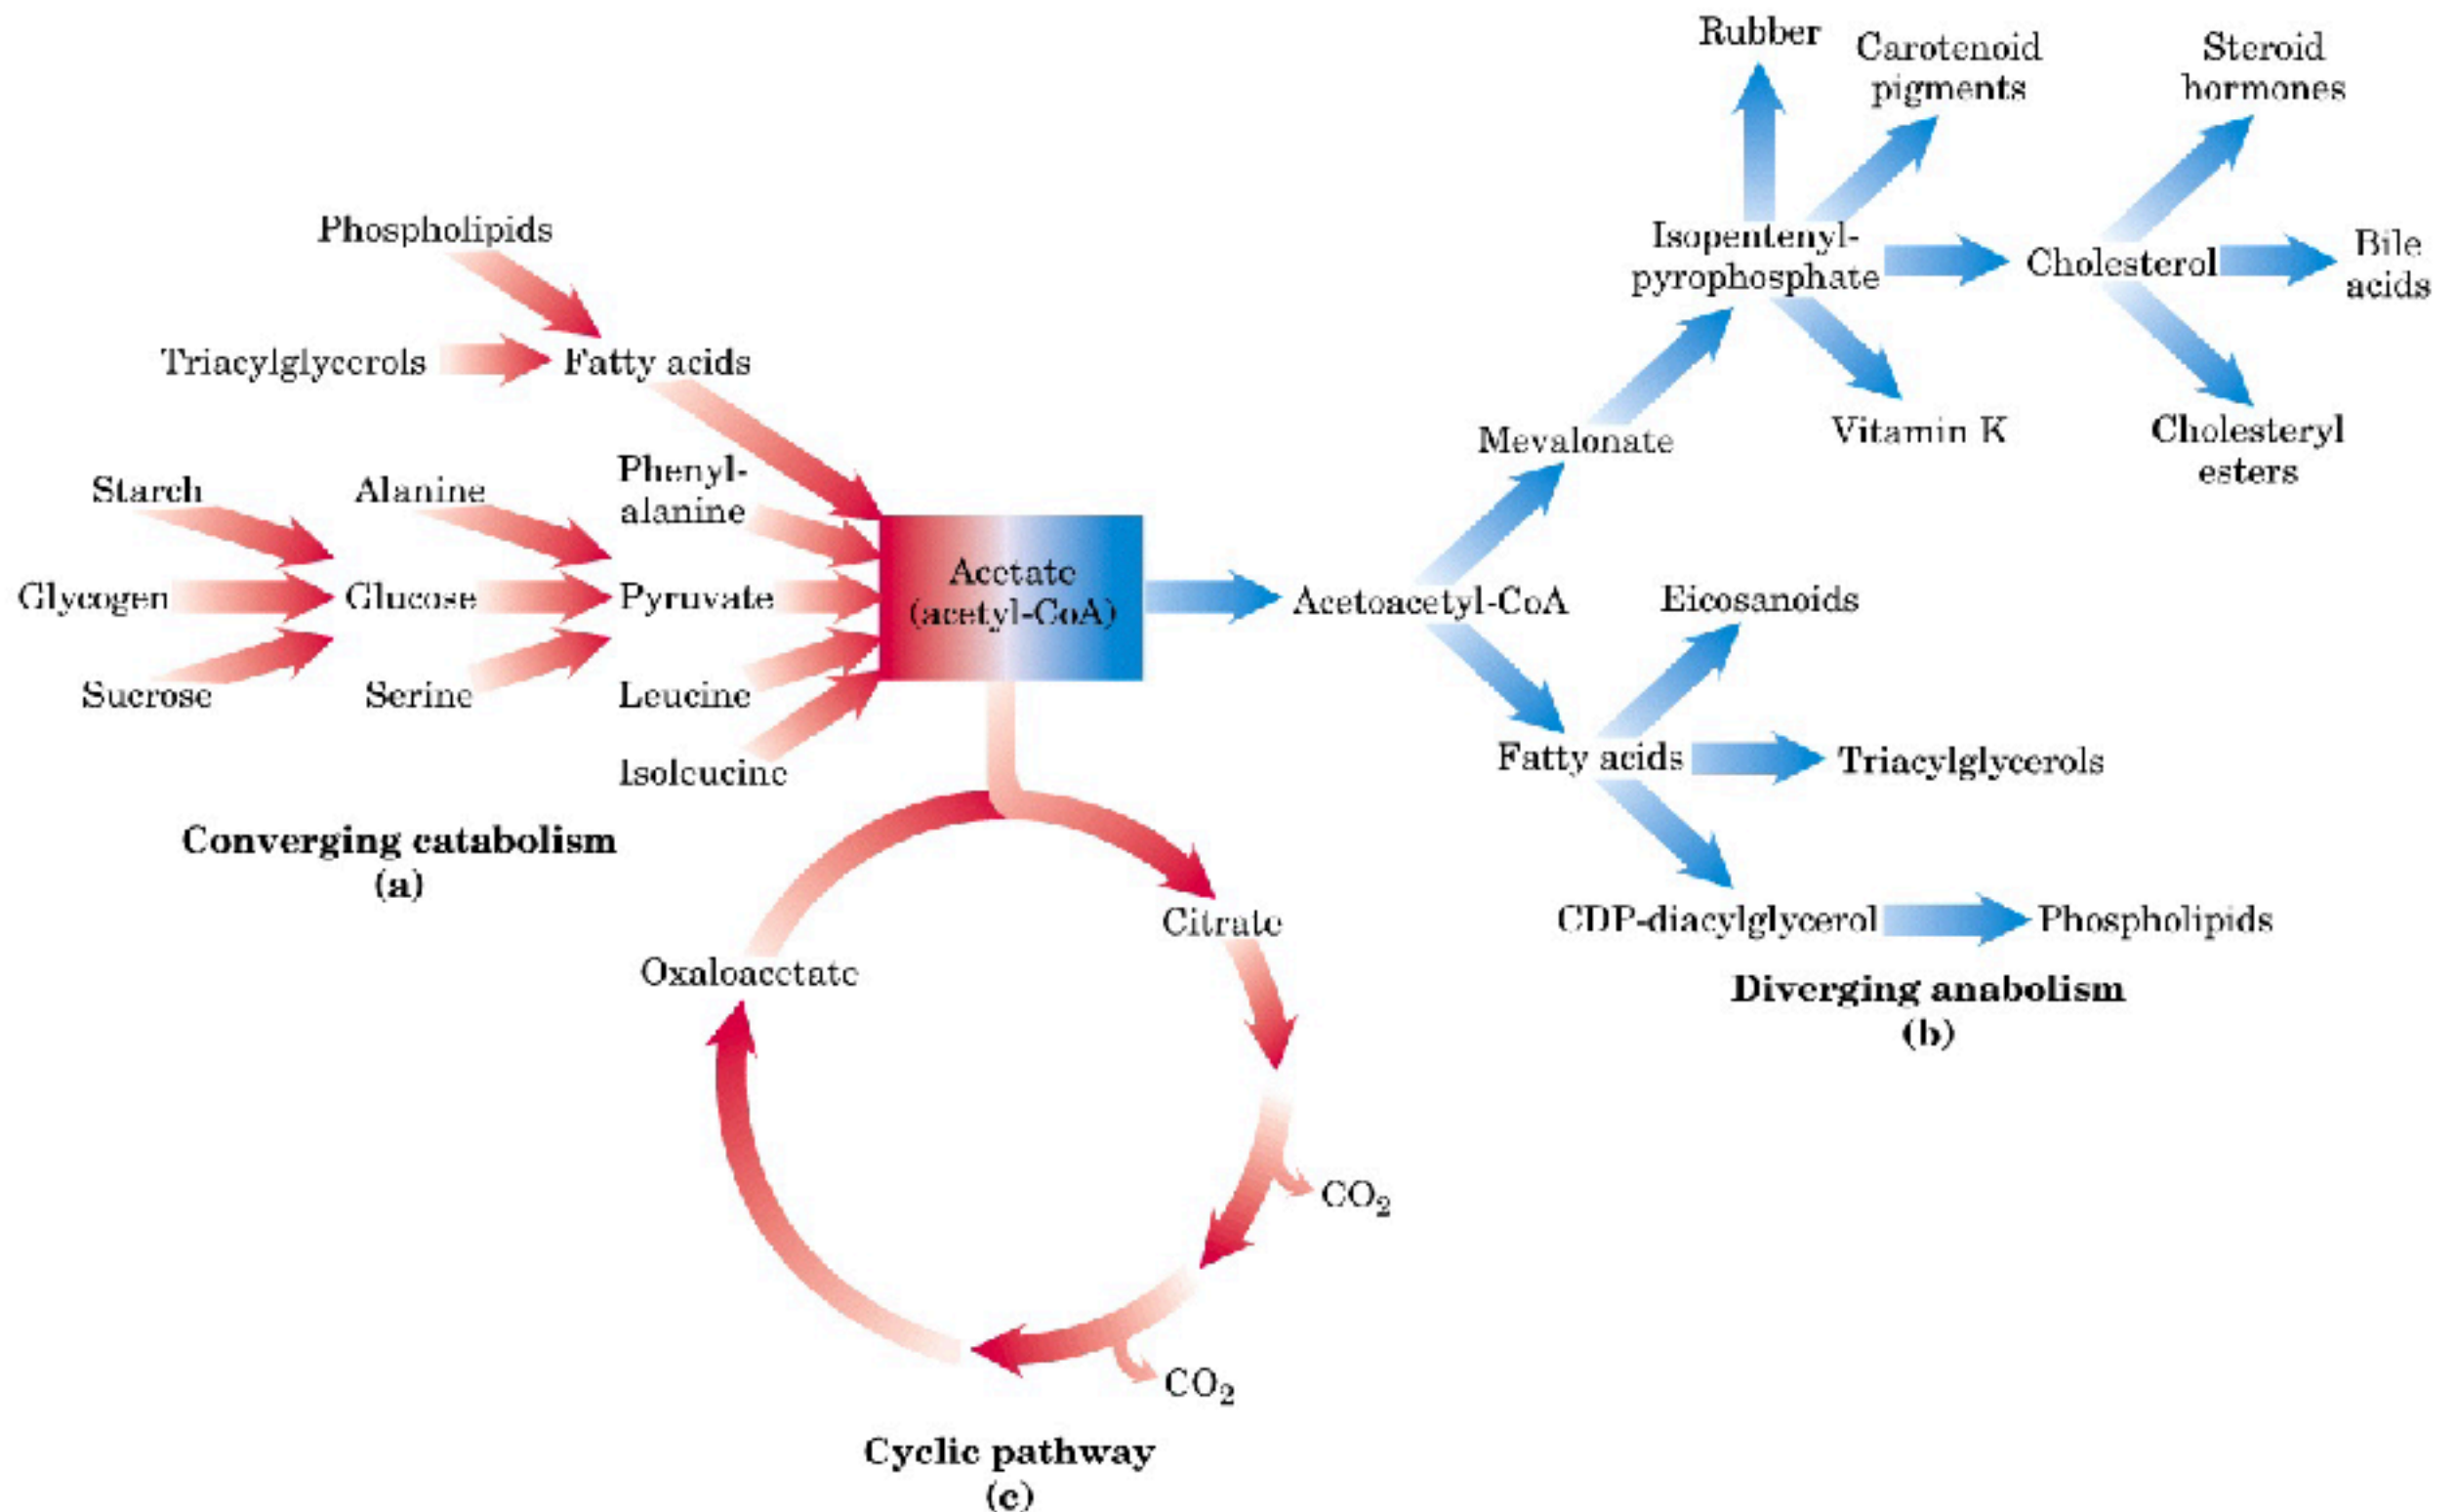 Rubber
Carotenoid
pigments
Steroid
hormones
Phospholipids
Isopentenyl-
pyrophosphate
Cholesterol
Bile
acids
Triacylglycerols
Fatty acids
Mevalonate
Vitamin K
Cholesteryl
esters
Starch
Alanine
Phenyl-
alanine
Glycogen
Glucose
Pyruvate
Acetate
(acetyl-CoA)
Acetoacetyl-CoA
Eicosanoids
Sucrose
Serine
Leucine
Isoleucine
Fatty acids
Triacylglycerols
Converging catabolism
(a)
Citrate
CDP-diacylglycerol
Phospholipids
Oxaloacetate
Diverging anabolism
(b)
CO2
CO2
Cyclic pathway
(c)